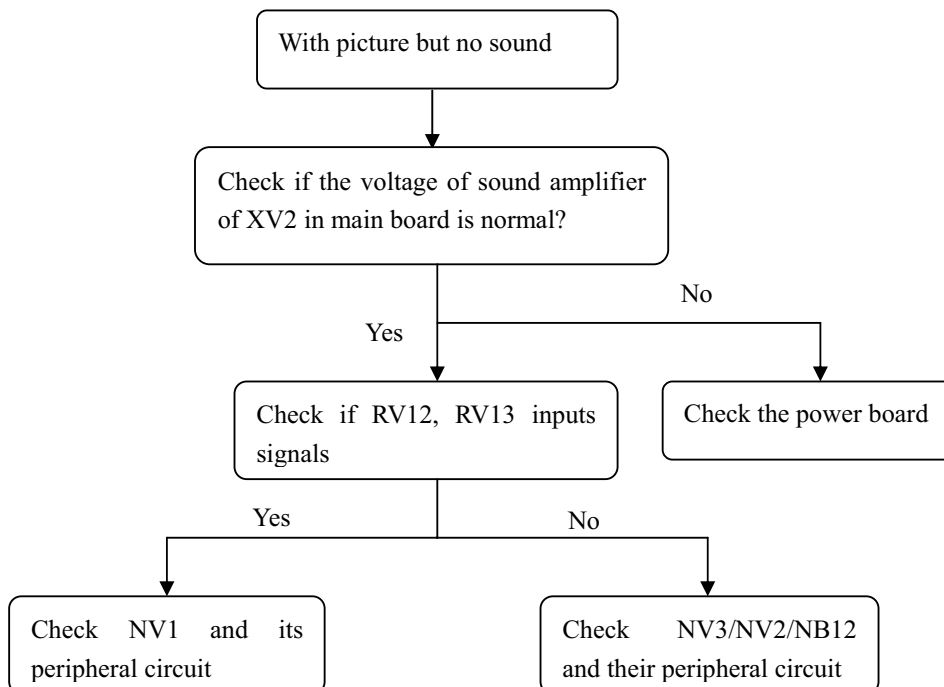 With picture but no sound
Check if the voltage of sound amplifier
of XV2 in main board is normal?
No
Yes
Check if RV12, RV13 inputs
signals
Check the power board
Yes
No
Check NV1 and its
peripheral circuit
Check NV3/NV2/NB12
and their peripheral circuit